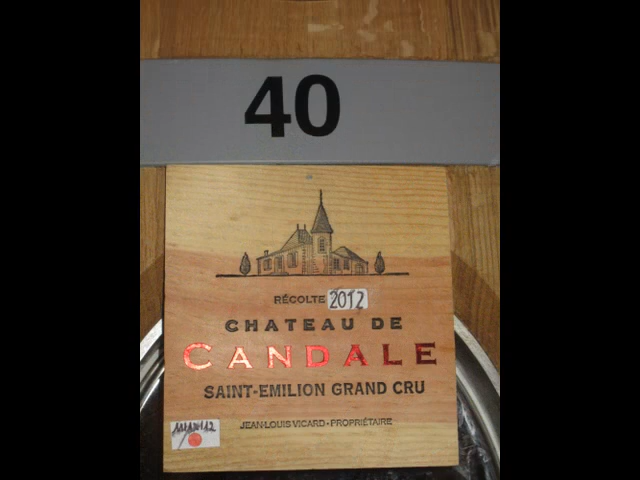 40
RÉCOLTE 2012
CHATEAU DE
CANDALE
SAINT-EMILION GRAND CRU
JEAN-LOUIS VICARD - PROPRIÉTAIRE